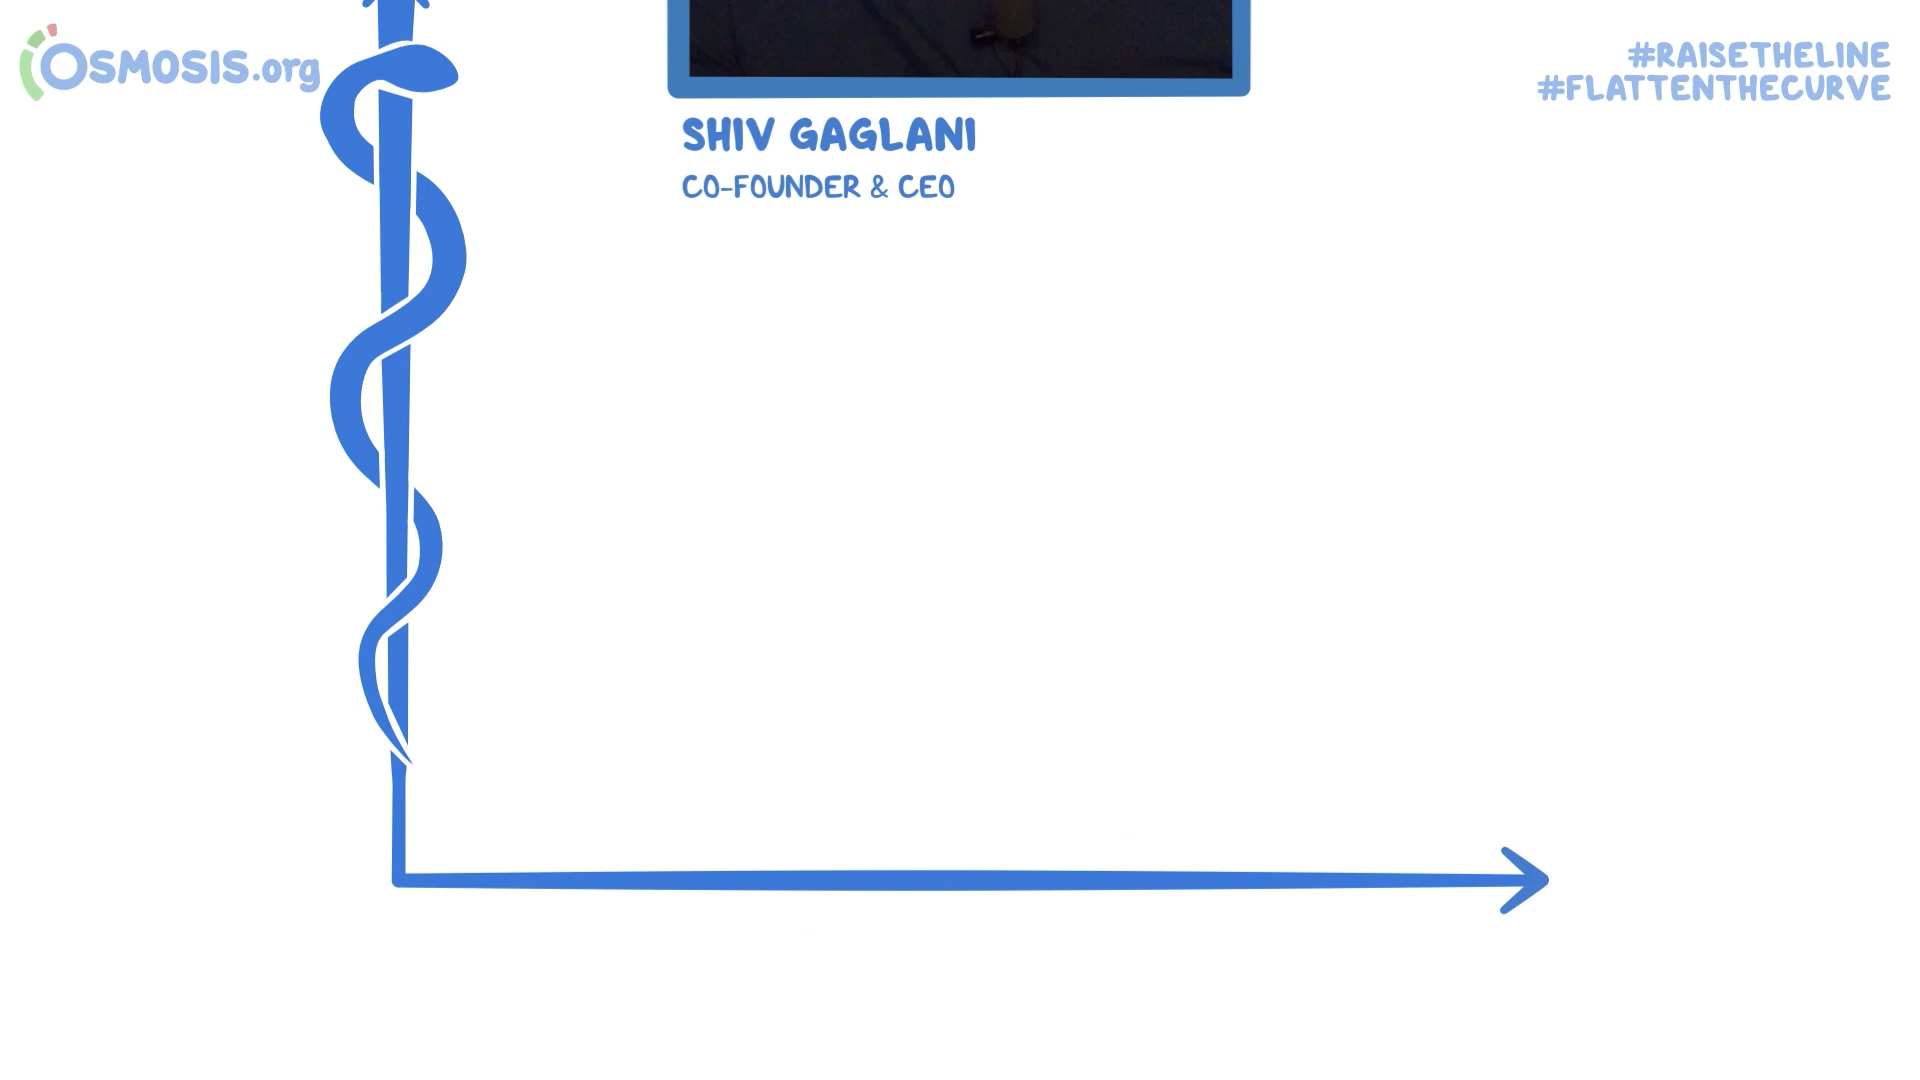 OSMOSIS.org
#RAISETHELINE
#FLATTENTHECURVE
SHIV GAGLANI
CO-FOUNDER & CEO